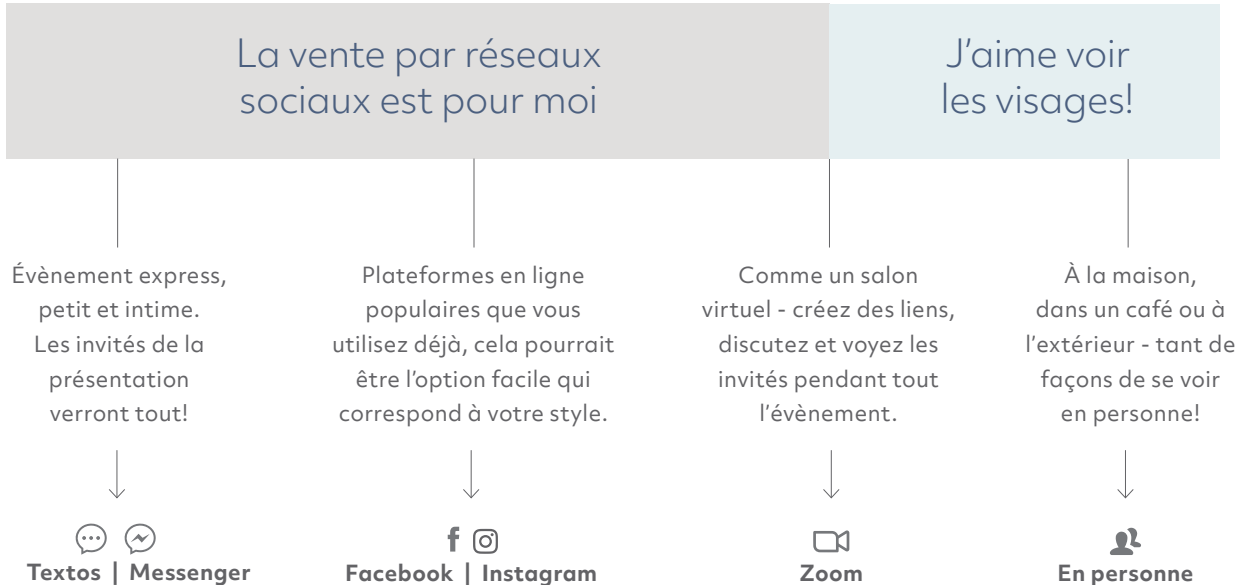 La vente par réseaux
sociaux est pour moi
J'aime voir
les visages!
Évènement express,
petit et intime.
Les invités de la
présentation
verront tout!
Textos | Messenger
Plateformes en ligne
populaires que vous
utilisez déjà, cela pourrait
être l'option facile qui
correspond à votre style.
Facebook | Instagram
Comme un salon
virtuel - créez des liens,
discutez et voyez les
invités pendant tout
l'évènement.
Zoom
À la maison,
dans un café ou à
l'extérieur - tant de
façons de se voir
en personne!
En personne